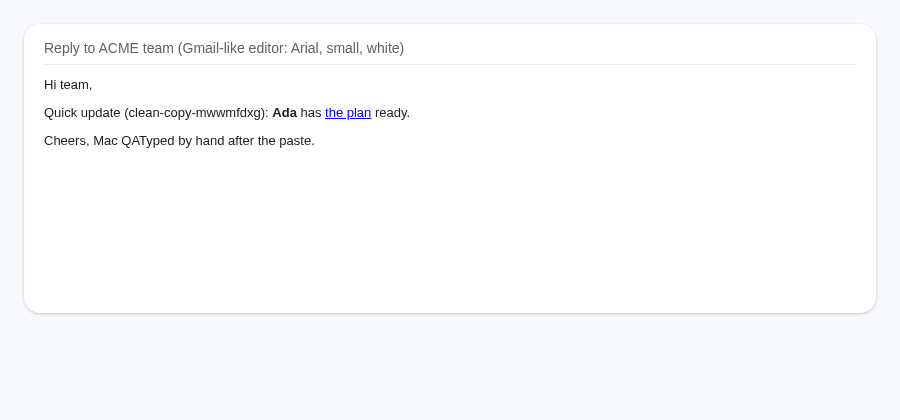 Reply to ACME team (Gmail-like editor: Arial, small, white)
Hi team,
Quick update (clean-copy-mwwmfdxg): Ada has the plan ready.
Cheers, Mac QATyped by hand after the paste.